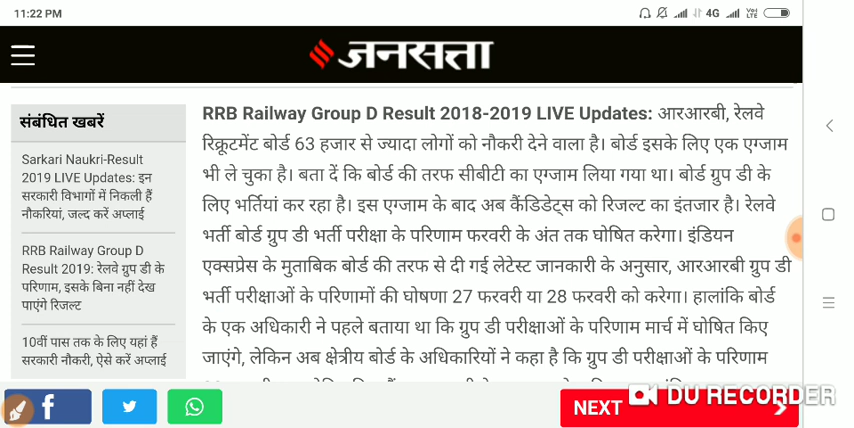 11:22 PM
4G
VoLTE
जनसत्ता
संबंधित खबरें
Sarkari Naukri-Result
2019 LIVE Updates: इन
सरकारी विभागों में निकली हैं
नौकरियां, जल्द करें अप्लाई
RRB Railway Group D
Result 2019: रेलवे ग्रुप डी के
परिणाम, इसके बिना नहीं देख
पाएंगे रिजल्ट
10वीं पास तक के लिए यहां हैं
सरकारी नौकरी, ऐसे करें अप्लाई
RRB Railway Group D Result 2018-2019 LIVE Updates: आरआरबी, रेलवे
रिक्रूटमेंट बोर्ड 63 हजार से ज्यादा लोगों को नौकरी देने वाला है। बोर्ड इसके लिए एक एग्जाम
भी ले चुका है। बता दें कि बोर्ड की तरफ सीबीटी का एग्जाम लिया गया था। बोर्ड ग्रुप डी के
लिए भर्तियां कर रहा है। इस एग्जाम के बाद अब कैंडिडेट्स को रिजल्ट का इंतजार है। रेलवे
भर्ती बोर्ड ग्रुप डी भर्ती परीक्षा के परिणाम फरवरी के अंत तक घोषित करेगा। इंडियन
एक्सप्रेस के मुताबिक बोर्ड की तरफ से दी गई लेटेस्ट जानकारी के अनुसार, आरआरबी ग्रुप डी
भर्ती परीक्षाओं के परिणामों की घोषणा 27 फरवरी या 28 फरवरी को करेगा। हालांकि बोर्ड
के एक अधिकारी ने पहले बताया था कि ग्रुप डी परीक्षाओं के परिणाम मार्च में घोषित किए
जाएंगे, लेकिन अब क्षेत्रीय बोर्ड के अधिकारियों ने कहा है कि ग्रुप डी परीक्षाओं के परिणाम
NEXT
DU RECORDER